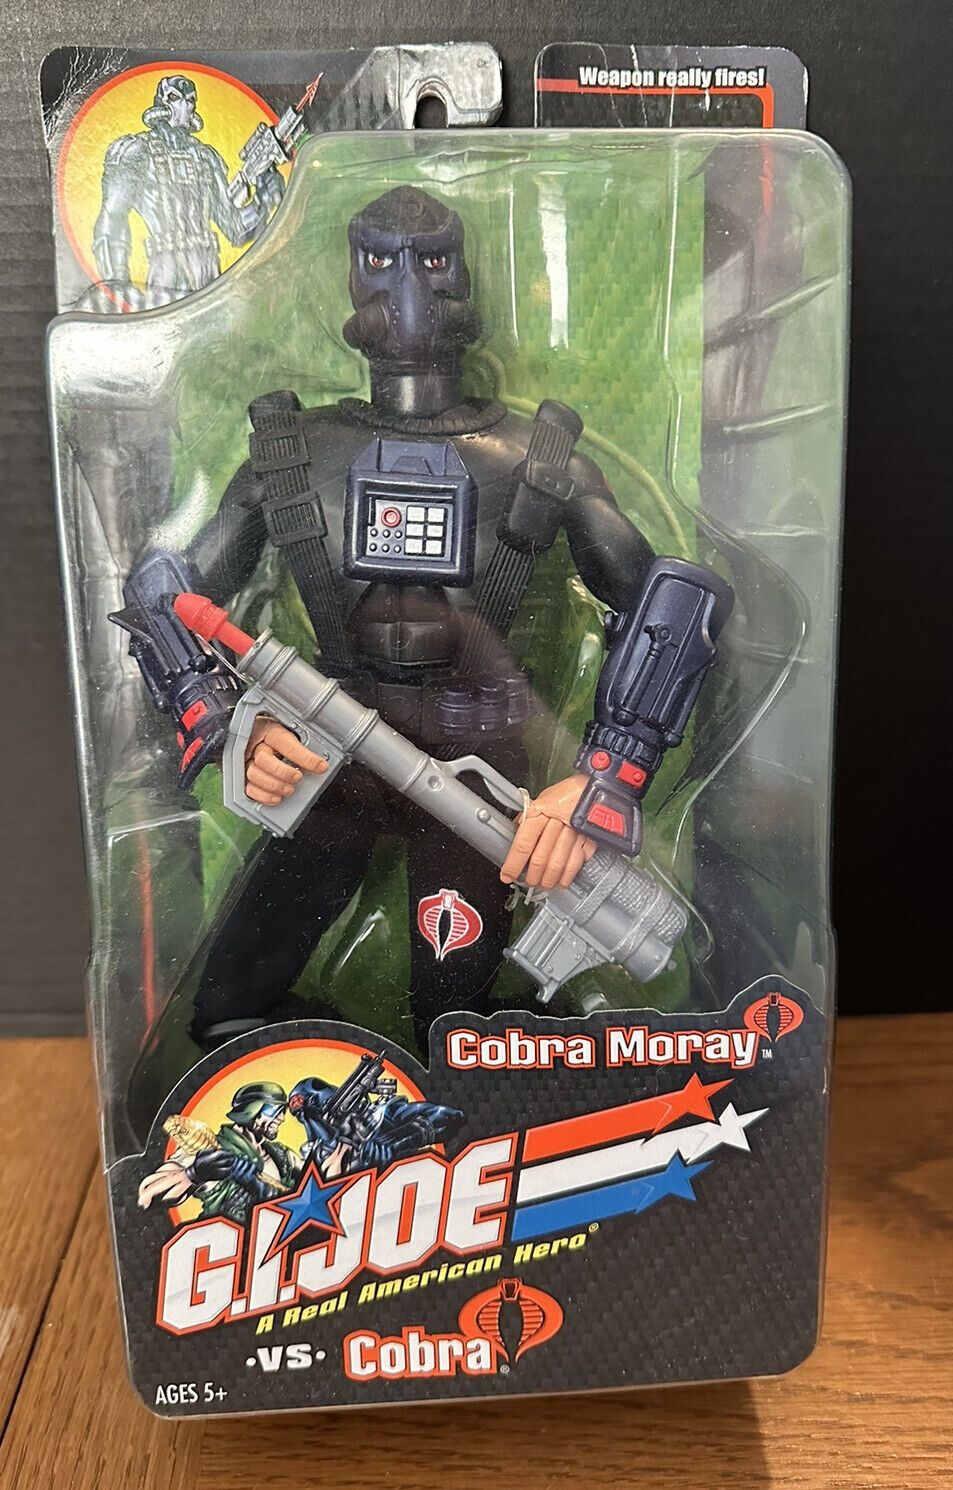 Weapon really fires!
Cobra Moray™
G.I.JOE
A Real American Hero®
·VS· Cobra®
AGES 5+